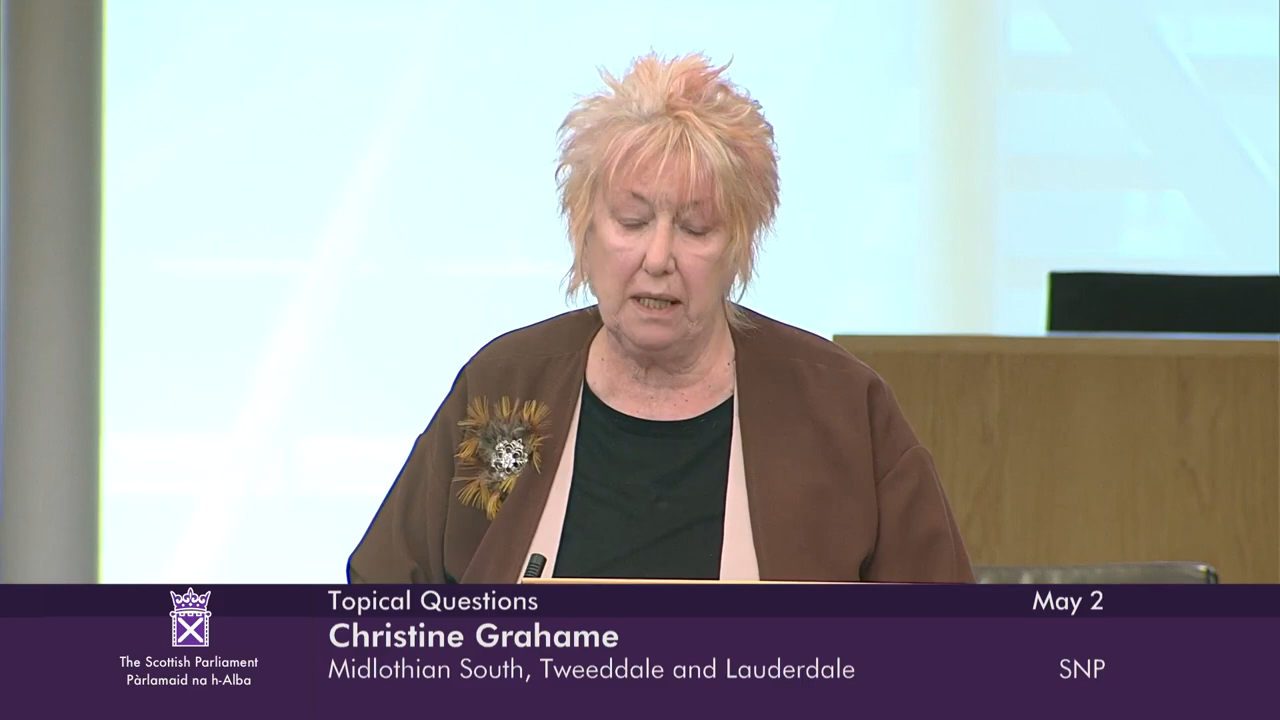 Topical Questions
May 2
Christine Grahame
Midlothian South, Tweeddale and Lauderdale
SNP
The Scottish Parliament
Pàrlamaid na h-Alba